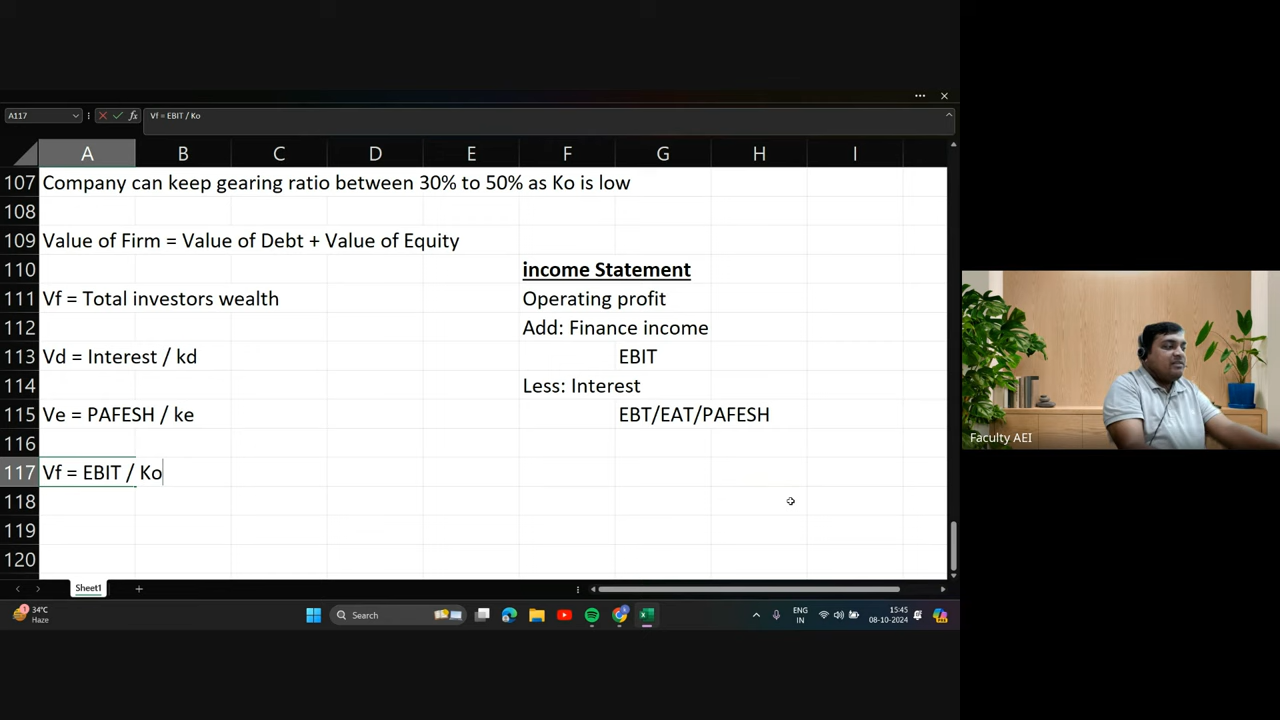 A117
fx
Vf = EBIT / Ko
A B C D E F G H I
107 Company can keep gearing ratio between 30% to 50% as Ko is low
108
109 Value of Firm = Value of Debt + Value of Equity
110 income Statement
111 Vf = Total investors wealth Operating profit
112 Add: Finance income
113 Vd = Interest / kd EBIT
114 Less: Interest
115 Ve = PAFESH / ke EBT/EAT/PAFESH
116
117 Vf = EBIT / Ko
118
119
120
Faculty AEI
Sheet1
34°C
Haze
Search
ENG
IN
15:45
08-10-2024